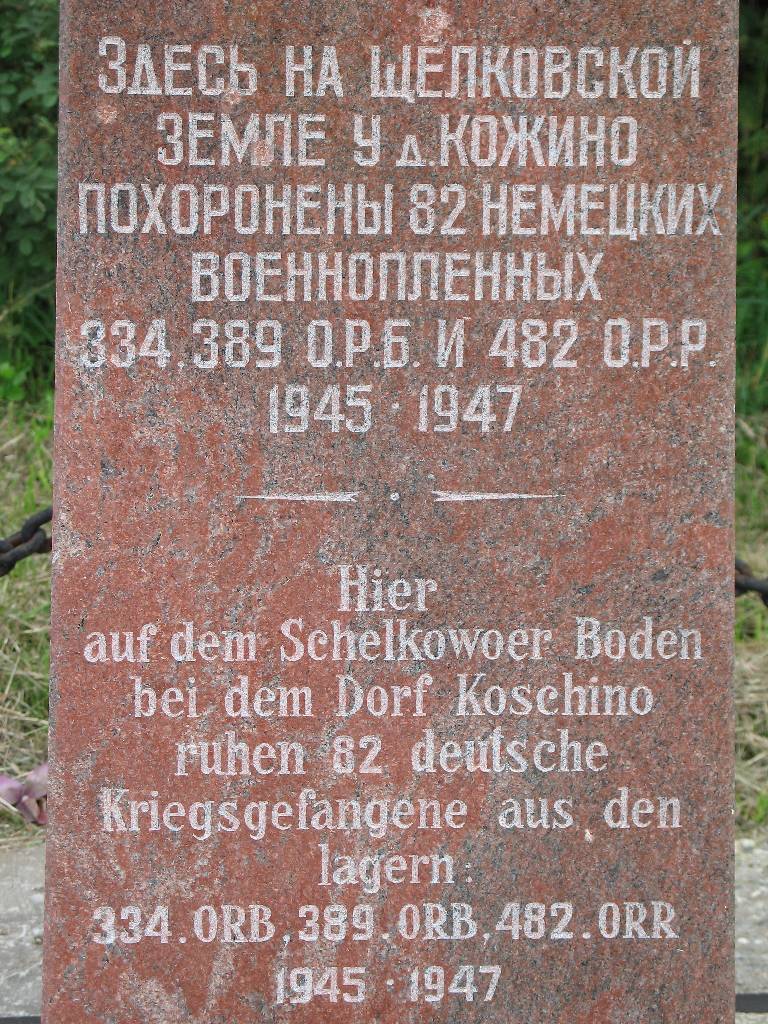 ЗДЕСЬ НА ЩЕЛКОВСКОЙ
ЗЕМЛЕ У д.КОЖИНО
ПОХОРОНЕНЫ 82 НЕМЕЦКИХ
ВОЕННОПЛЕННЫХ
334,389 О.Р.Б. И 482 О.Р.Р.
1945 · 1947
Hier
auf dem Schelkowoer Boden
bei dem Dorf Koschino
ruhen 82 deutsche
Kriegsgefangene aus den
lagern:
334.ORB,389.ORB,482.ORR
1945 · 1947